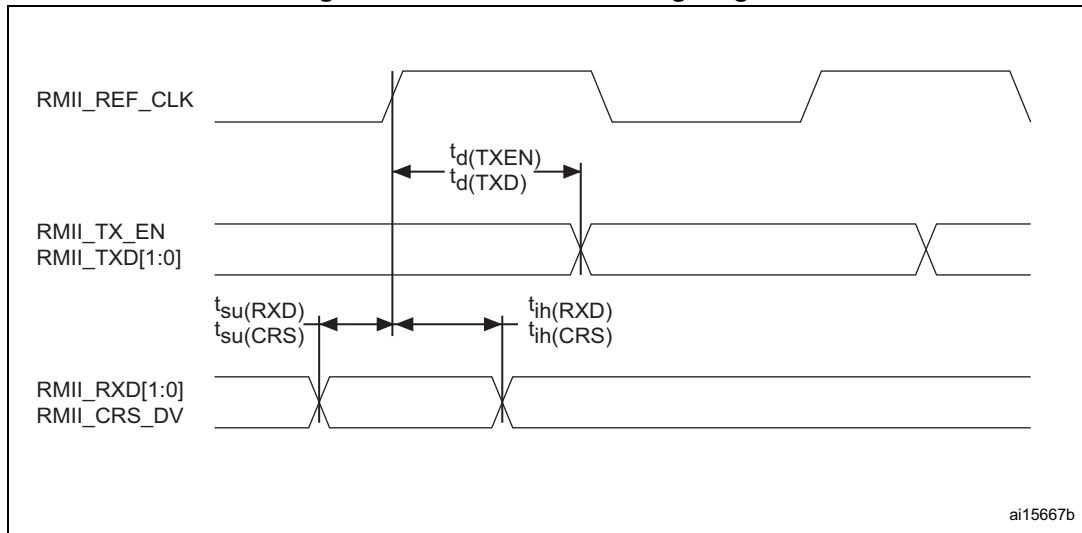 RMII_REF_CLK
td(TXEN)
td(TXD)
RMII_TX_EN
RMII_TXD[1:0]
tsu(RXD)
tsu(CRS)
tih(RXD)
tih(CRS)
RMII_RXD[1:0]
RMII_CRS_DV
ai15667b